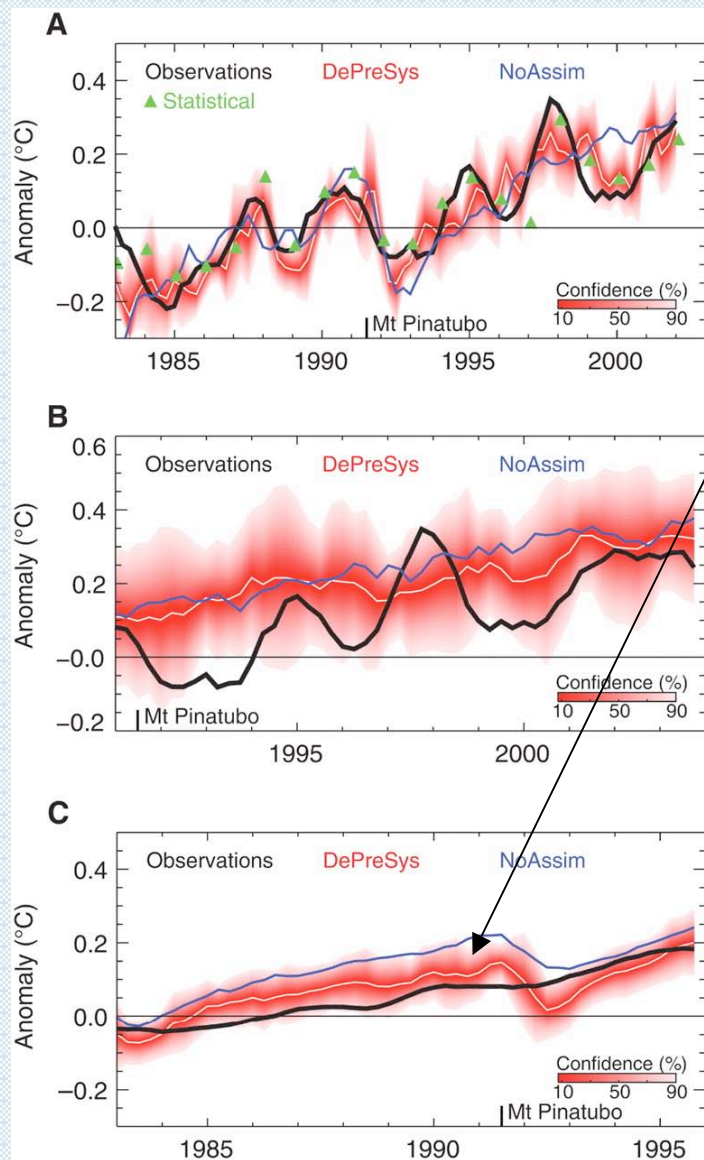 A
Observations DePreSys NoAssim
▲ Statistical
Anomaly (°C)
0.4
0.2
0.0
−0.2
Confidence (%)
10 50 90
Mt Pinatubo
1985 1990 1995 2000
B
Observations DePreSys NoAssim
Anomaly (°C)
0.6
0.4
0.2
−0.0
−0.2
Confidence (%)
10 50 90
Mt Pinatubo
1995 2000
C
Observations DePreSys NoAssim
Anomaly (°C)
0.4
0.2
0.0
−0.2
Confidence (%)
10 50 90
Mt Pinatubo
1985 1990 1995